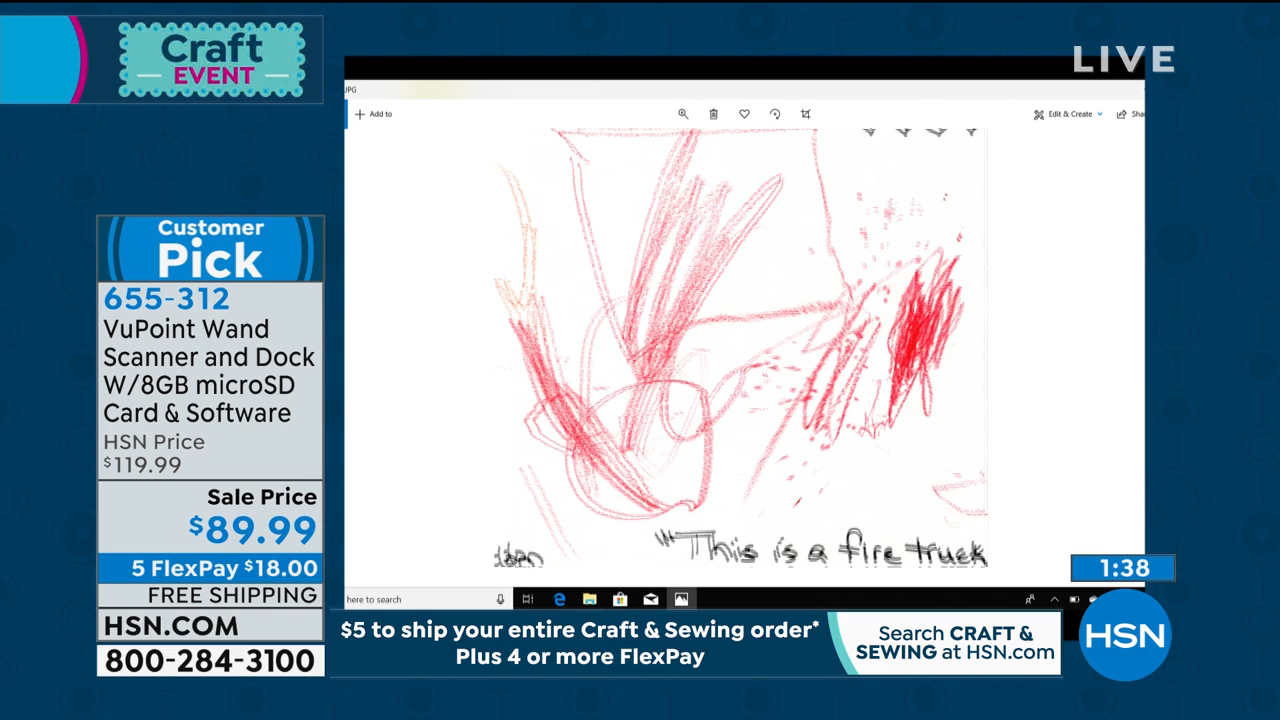 Craft
EVENT
LIVE
JPG
Add to
Edit & Create
Customer
Pick
655-312
VuPoint Wand
Scanner and Dock
W/8GB microSD
Card & Software
HSN Price
$119.99
Sale Price
$89.99
5 FlexPay $18.00
FREE SHIPPING
HSN.COM
800-284-3100
"This is a fire truck
1:38
here to search
$5 to ship your entire Craft & Sewing order*
Plus 4 or more FlexPay
Search CRAFT &
SEWING at HSN.com
HSN